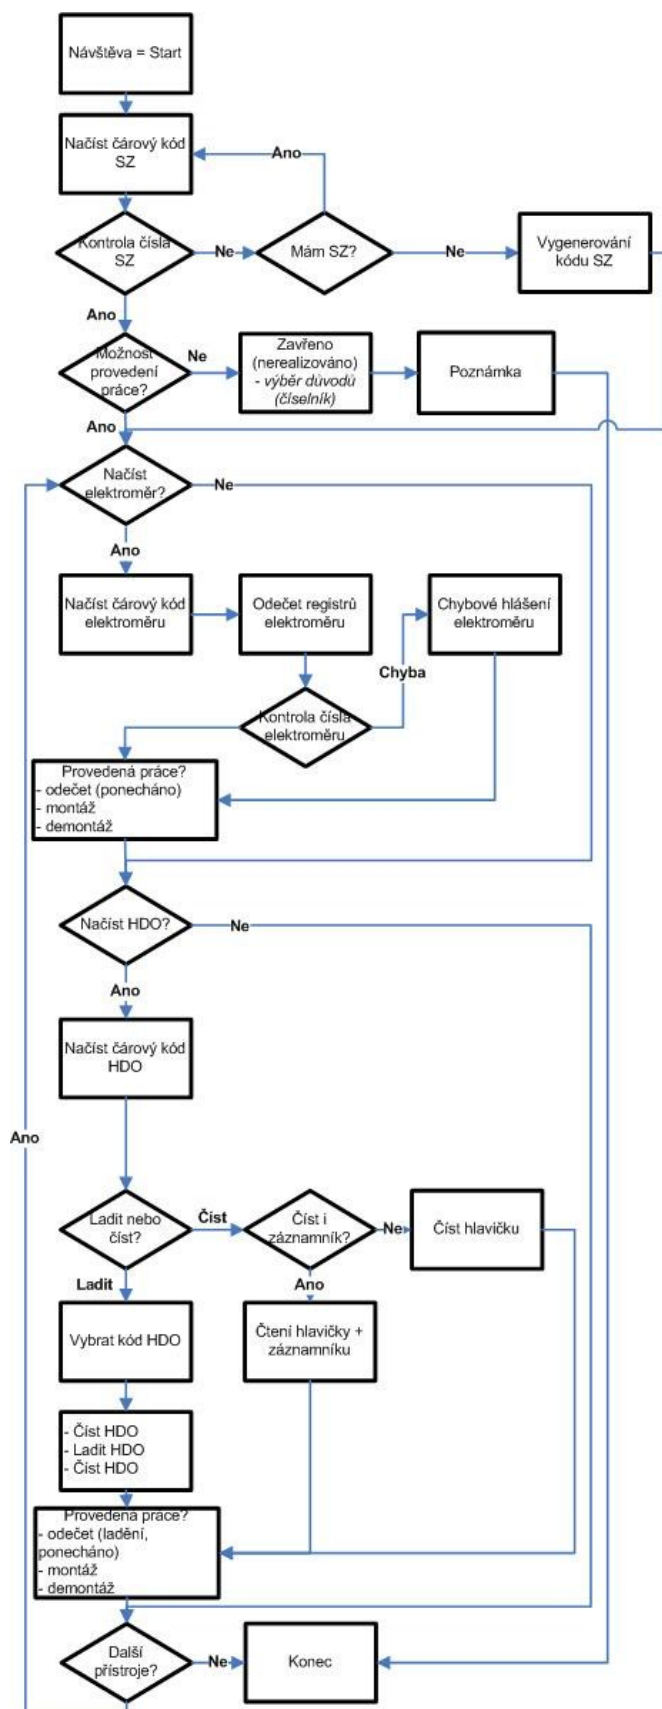 Návštěva = Start
Načíst čárový kód
SZ
Ano
Kontrola čísla
SZ
Ne
Mám SZ?
Ne
Vygenerování
kódu SZ
Ano
Možnost
provedení
práce?
Ne
Zavřeno
(nerealizováno)
- výběr důvodů
(číselník)
Poznámka
Ano
Načíst
elektroměr?
Ne
Ano
Načíst čárový kód
elektroměru
Odečet registrů
elektroměru
Chybové hlášení
elektroměru
Chyba
Kontrola čísla
elektroměru
Provedená práce?
- odečet (ponecháno)
- montáž
- demontáž
Načíst HDO?
Ne
Ano
Načíst čárový kód
HDO
Ano
Ladit nebo
číst?
Číst
Číst i
záznamník?
Ne
Číst hlavičku
Ladit
Ano
Vybrat kód HDO
Čtení hlavičky +
záznamníku
- Číst HDO
- Ladit HDO
- Číst HDO
Provedená práce?
- odečet (ladění,
ponecháno)
- montáž
- demontáž
Další
přístroje?
Ne
Konec